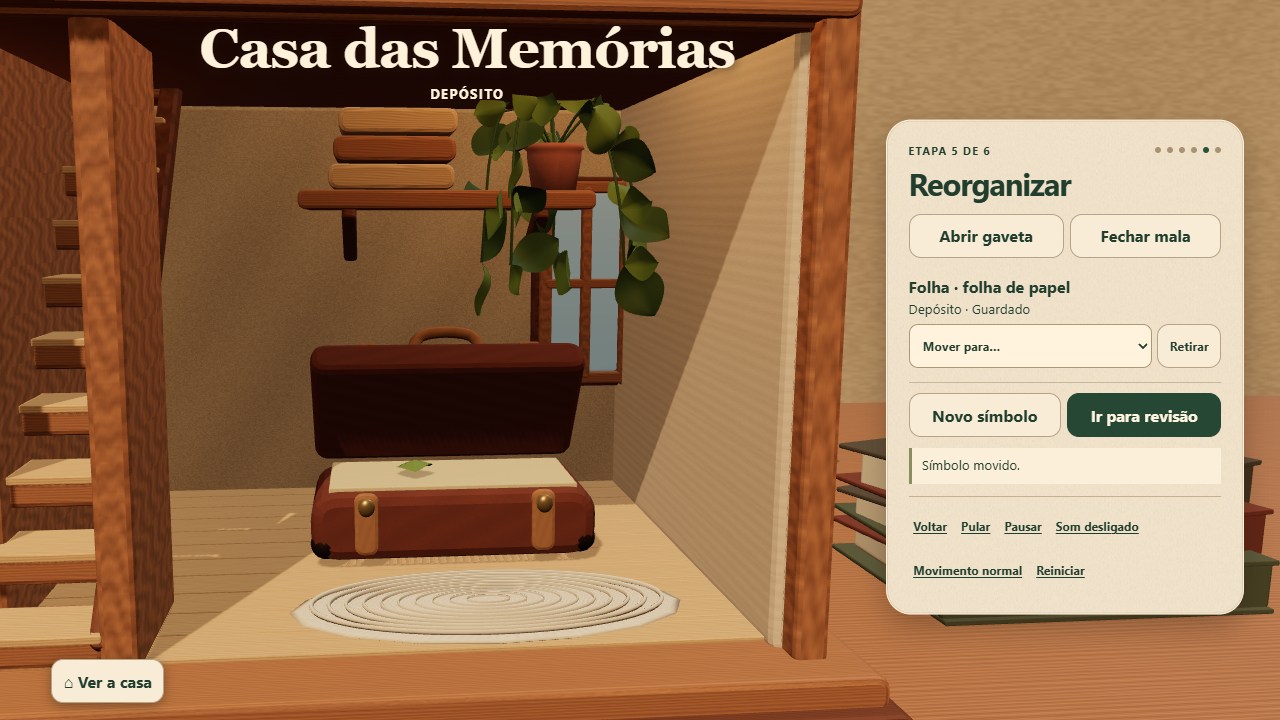 Casa das Memórias
DEPÓSITO
ETAPA 5 DE 6
Reorganizar
Abrir gaveta
Fechar mala
Folha · folha de papel
Depósito · Guardado
Mover para...
Retirar
Novo símbolo
Ir para revisão
Símbolo movido.
Voltar Pular Pausar Som desligado
Movimento normal Reiniciar
⌂ Ver a casa